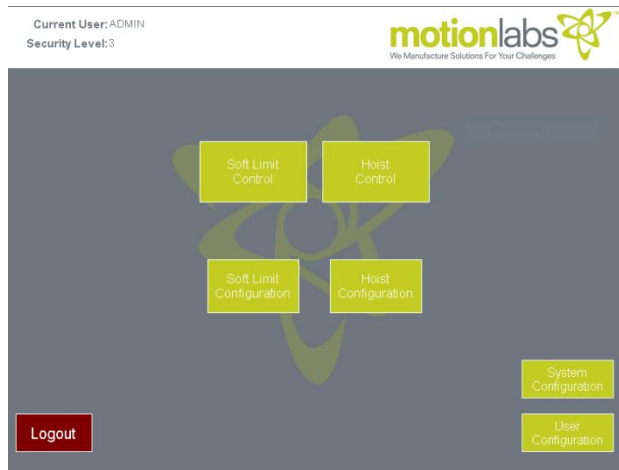 Current User: ADMIN
Security Level:3
motionlabs
We Manufacture Solutions For Your Challenges
Soft Limit
Control
Hoist
Control
Soft Limit
Configuration
Hoist
Configuration
System
Configuration
User
Configuration
Logout